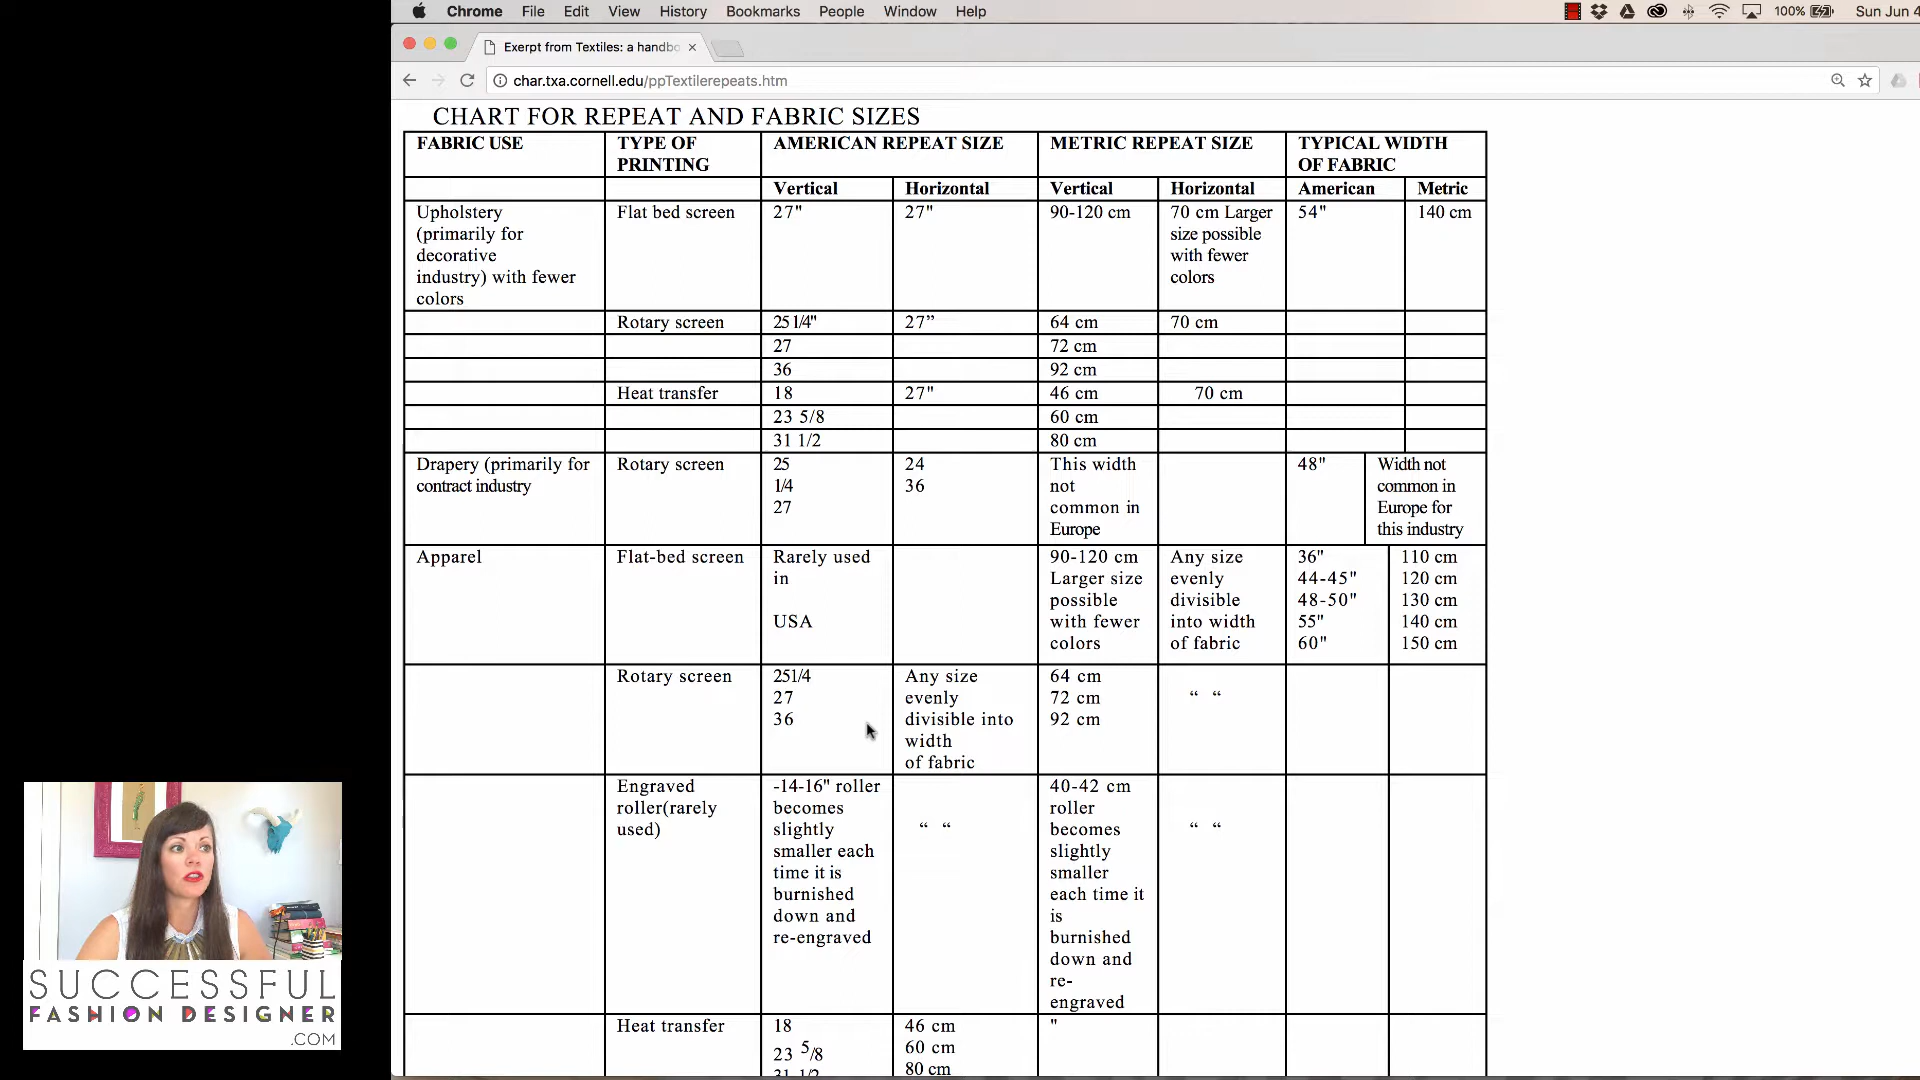 Chrome File Edit View History Bookmarks People Window Help 100% Sun Jun 4
Exerpt from Textiles: a handbo
char.txa.cornell.edu/ppTextilerepeats.htm
CHART FOR REPEAT AND FABRIC SIZES
FABRIC USE
TYPE OF
PRINTING
AMERICAN REPEAT SIZE
METRIC REPEAT SIZE
TYPICAL WIDTH
OF FABRIC
Vertical
Horizontal
Vertical
Horizontal
American
Metric
Upholstery
(primarily for
decorative
industry) with fewer
colors
Flat bed screen
27"
27"
90-120 cm
70 cm Larger
size possible
with fewer
colors
54"
140 cm
Rotary screen
25 1/4"
27”
64 cm
70 cm
27
72 cm
36
92 cm
Heat transfer
18
27"
46 cm
70 cm
23 5/8
60 cm
31 1/2
80 cm
Drapery (primarily for
contract industry
Rotary screen
25
1/4
27
24
36
This width
not
common in
Europe
48"
Width not
common in
Europe for
this industry
Apparel
Flat-bed screen
Rarely used
in
USA
90-120 cm
Larger size
possible
with fewer
colors
Any size
evenly
divisible
into width
of fabric
36"
44-45"
48-50"
55"
60"
110 cm
120 cm
130 cm
140 cm
150 cm
Rotary screen
251/4
27
36
Any size
evenly
divisible into
width
of fabric
64 cm
72 cm
92 cm
“ “
Engraved
roller(rarely
used)
-14-16" roller
becomes
slightly
smaller each
time it is
burnished
down and
re-engraved
“ “
40-42 cm
roller
becomes
slightly
smaller
each time it
is
burnished
down and
re-
engraved
“ “
Heat transfer
18
23 5/8
31 1/2
46 cm
60 cm
80 cm
"
SUCCESSFUL
FASHION DESIGNER
.COM